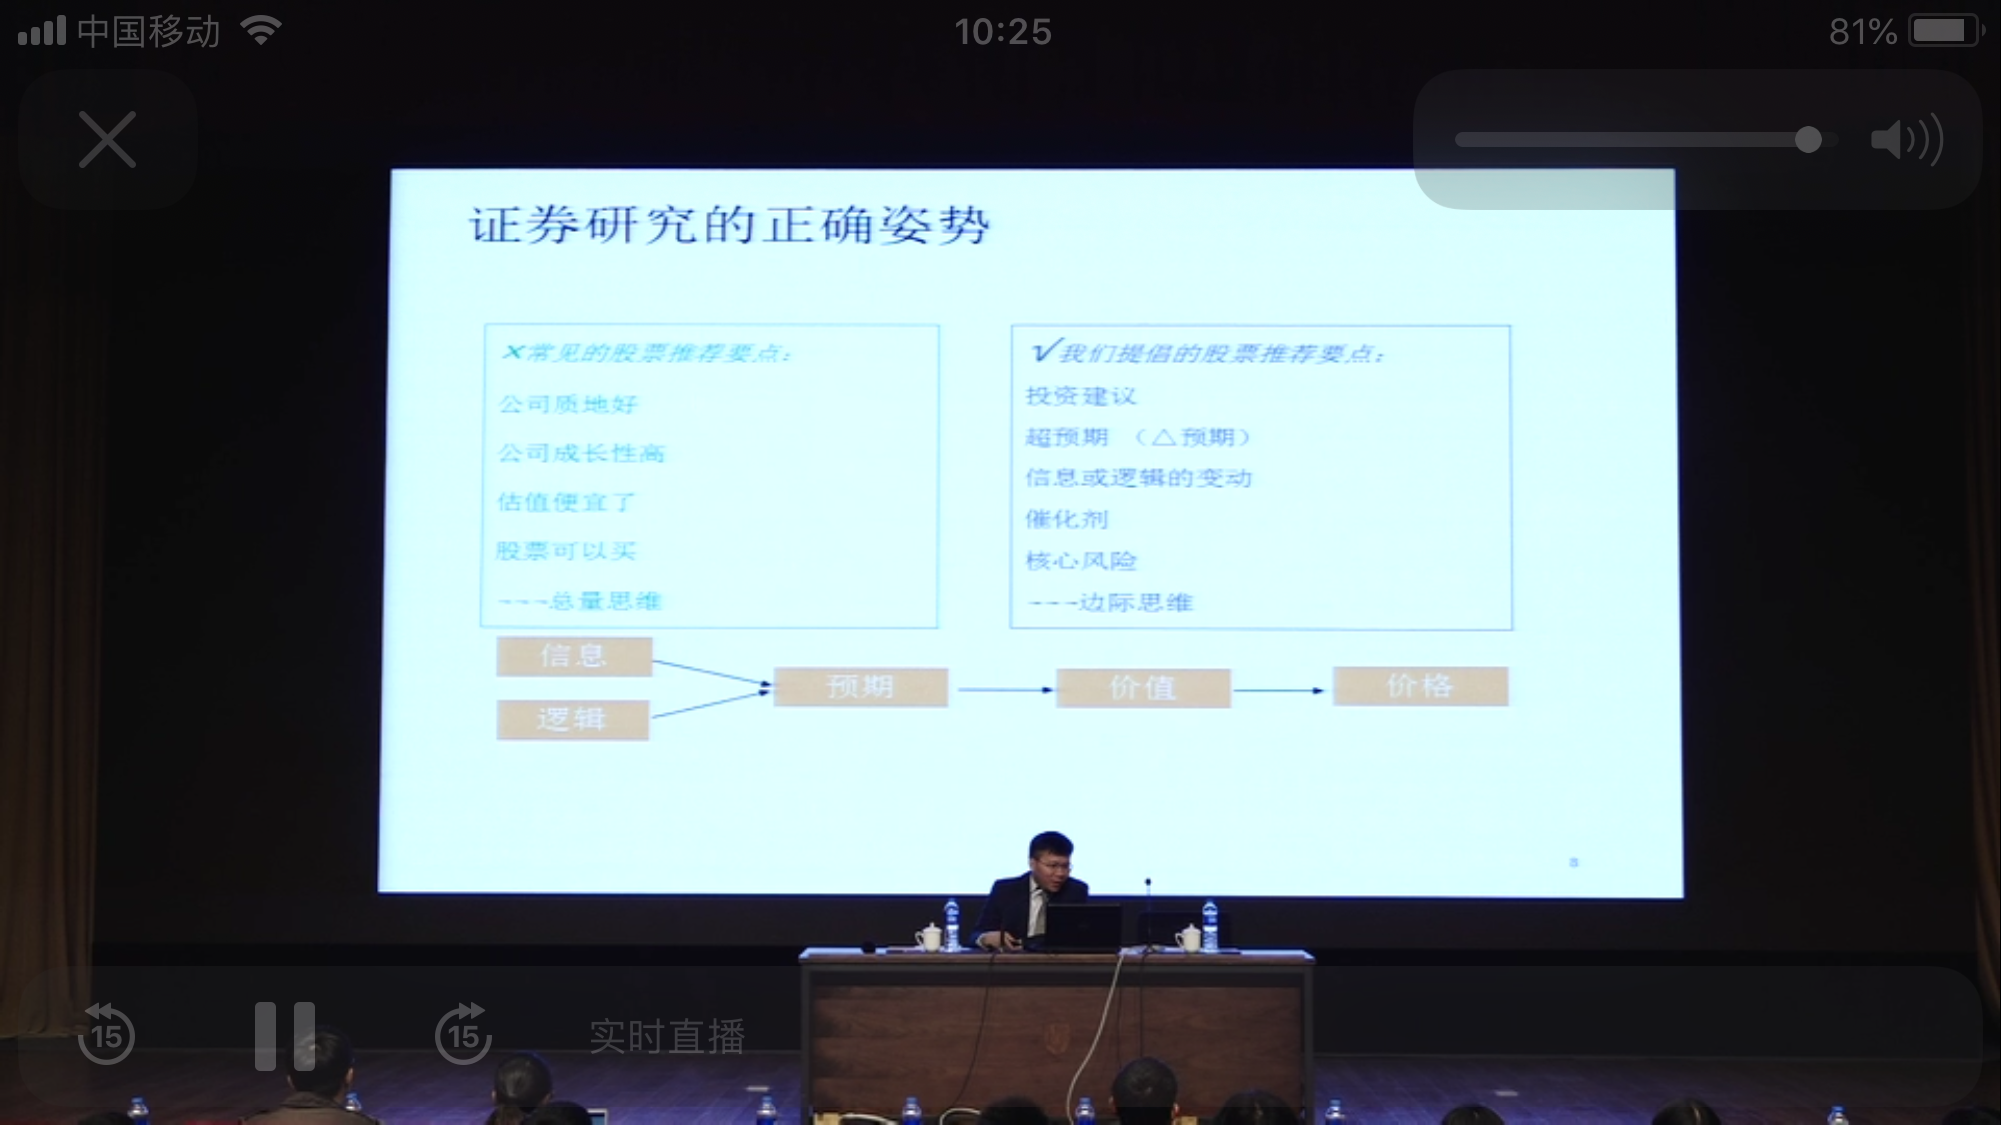 中国移动
10:25
81%
证券研究的正确姿势
×常见的股票推荐要点：
公司质地好
公司成长性高
估值便宜了
股票可以买
---总量思维
√我们提倡的股票推荐要点：
投资建议
超预期 （△预期）
信息或逻辑的变动
催化剂
核心风险
---边际思维
信息
逻辑
预期
价值
价格
8
15
15
实时直播